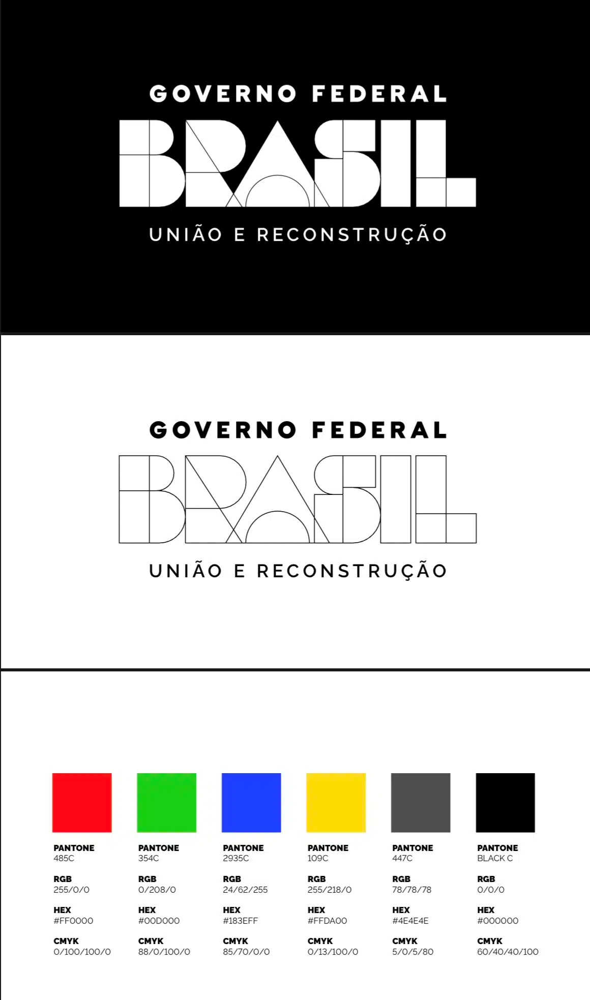 GOVERNO FEDERAL
BRASIL
UNIÃO E RECONSTRUÇÃO
GOVERNO FEDERAL
BRASIL
UNIÃO E RECONSTRUÇÃO
PANTONE
485C
RGB
255/0/0
HEX
#FF0000
CMYK
0/100/100/0
PANTONE
354C
RGB
0/208/0
HEX
#00D000
CMYK
88/0/100/0
PANTONE
2935C
RGB
24/62/255
HEX
#183EFF
CMYK
85/70/0/0
PANTONE
109C
RGB
255/218/0
HEX
#FFDA00
CMYK
0/13/100/0
PANTONE
447C
RGB
78/78/78
HEX
#4E4E4E
CMYK
5/0/5/80
PANTONE
BLACK C
RGB
0/0/0
HEX
#000000
CMYK
60/40/40/100